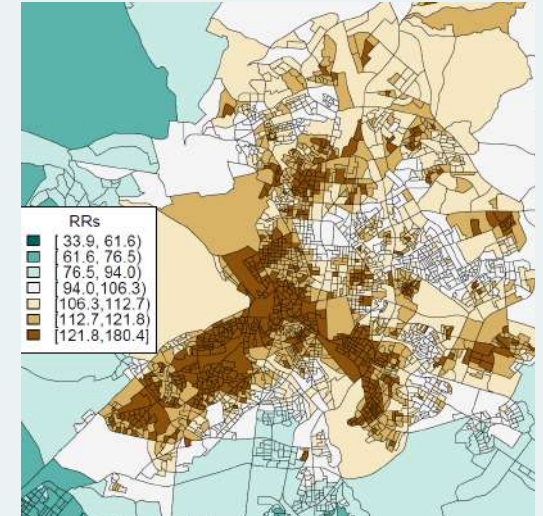 RRs
[ 33.9, 61.6)
[ 61.6, 76.5)
[ 76.5, 94.0)
[ 94.0,106.3)
[106.3,112.7)
[112.7,121.8)
[121.8,180.4]